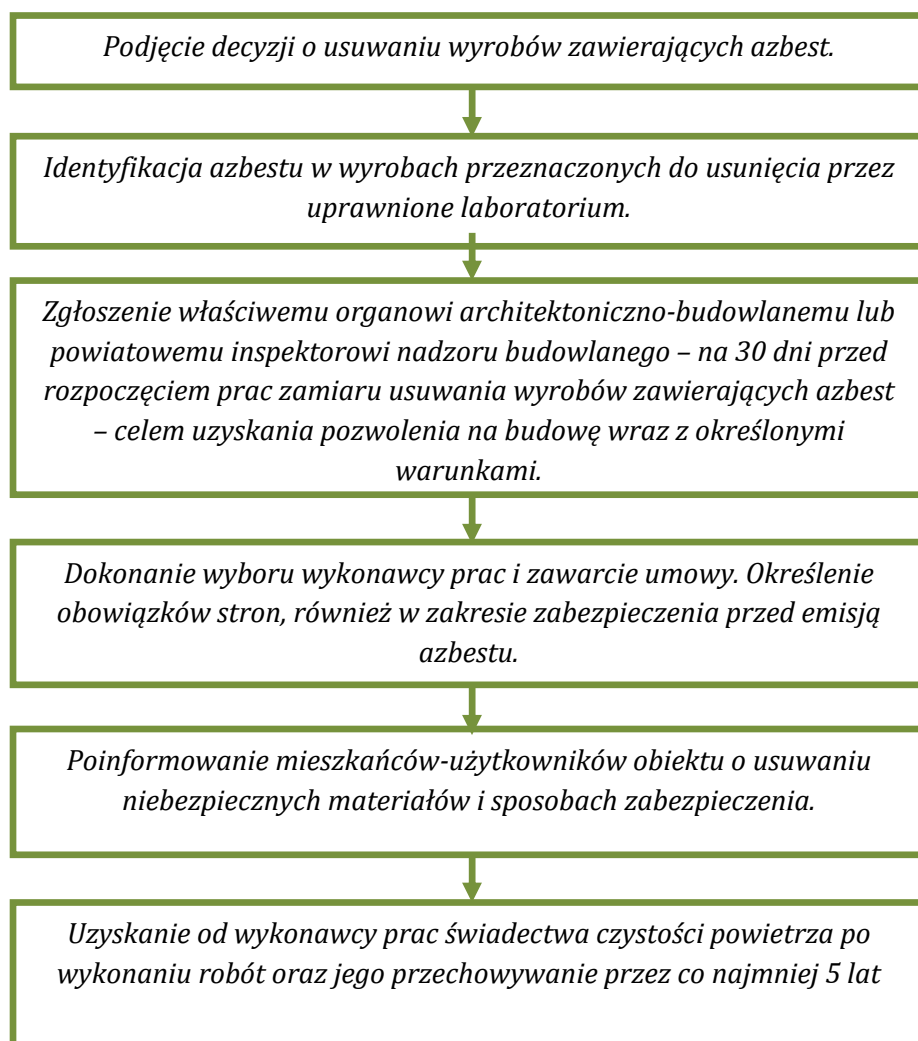 Podjęcie decyzji o usuwaniu wyrobów zawierających azbest.
Identyfikacja azbestu w wyrobach przeznaczonych do usunięcia przez
uprawnione laboratorium.
Zgłoszenie właściwemu organowi architektoniczno-budowlanemu lub
powiatowemu inspektorowi nadzoru budowlanego – na 30 dni przed
rozpoczęciem prac zamiaru usuwania wyrobów zawierających azbest
– celem uzyskania pozwolenia na budowę wraz z określonymi
warunkami.
Dokonanie wyboru wykonawcy prac i zawarcie umowy. Określenie
obowiązków stron, również w zakresie zabezpieczenia przed emisją
azbestu.
Poinformowanie mieszkańców-użytkowników obiektu o usuwaniu
niebezpiecznych materiałów i sposobach zabezpieczenia.
Uzyskanie od wykonawcy prac świadectwa czystości powietrza po
wykonaniu robót oraz jego przechowywanie przez co najmniej 5 lat